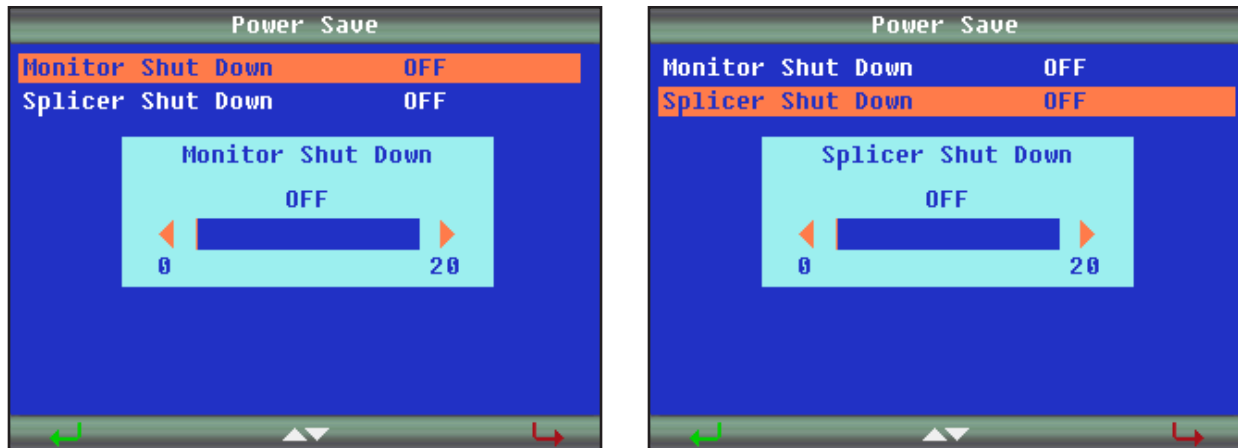 Power Save
Monitor Shut Down OFF
Splicer Shut Down OFF
Monitor Shut Down
OFF
0 20
Power Save
Monitor Shut Down OFF
Splicer Shut Down OFF
Splicer Shut Down
OFF
0 20